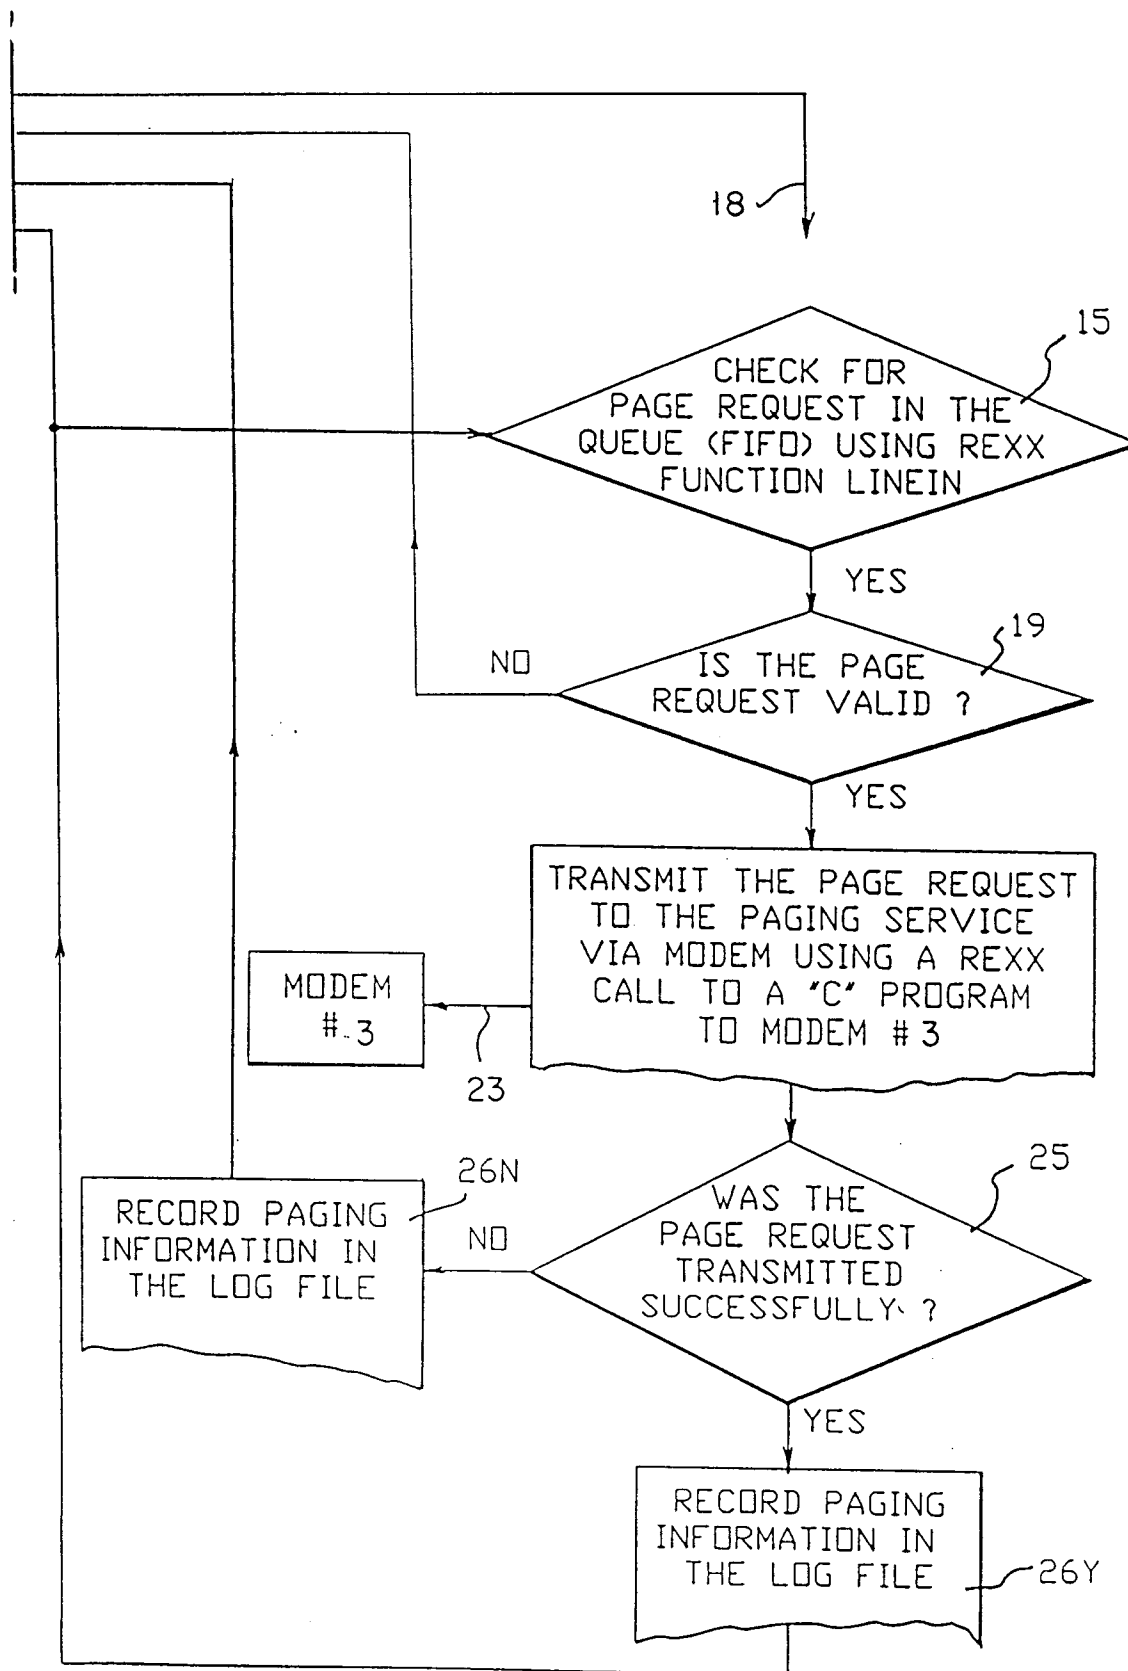 18
15
CHECK FOR
PAGE REQUEST IN THE
QUEUE (FIFO) USING REXX
FUNCTION LINEIN
YES
19
NO
IS THE PAGE
REQUEST VALID ?
YES
TRANSMIT THE PAGE REQUEST
TO THE PAGING SERVICE
VIA MODEM USING A REXX
CALL TO A "C" PROGRAM
TO MODEM # 3
MODEM
# 3
23
25
26N
WAS THE
PAGE REQUEST
TRANSMITTED
SUCCESSFULLY ?
NO
RECORD PAGING
INFORMATION IN
THE LOG FILE
YES
RECORD PAGING
INFORMATION IN
THE LOG FILE
26Y